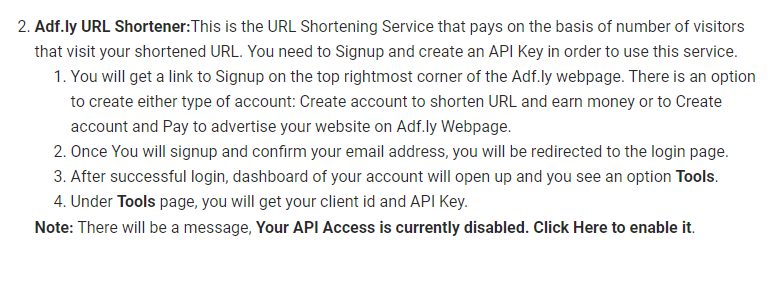 2. Adf.ly URL Shortener:This is the URL Shortening Service that pays on the basis of number of visitors
that visit your shortened URL. You need to Signup and create an API Key in order to use this service.
1. You will get a link to Signup on the top rightmost corner of the Adf.ly webpage. There is an option
to create either type of account: Create account to shorten URL and earn money or to Create
account and Pay to advertise your website on Adf.ly Webpage.
2. Once You will signup and confirm your email address, you will be redirected to the login page.
3. After successful login, dashboard of your account will open up and you see an option Tools.
4. Under Tools page, you will get your client id and API Key.
Note: There will be a message, Your API Access is currently disabled. Click Here to enable it.